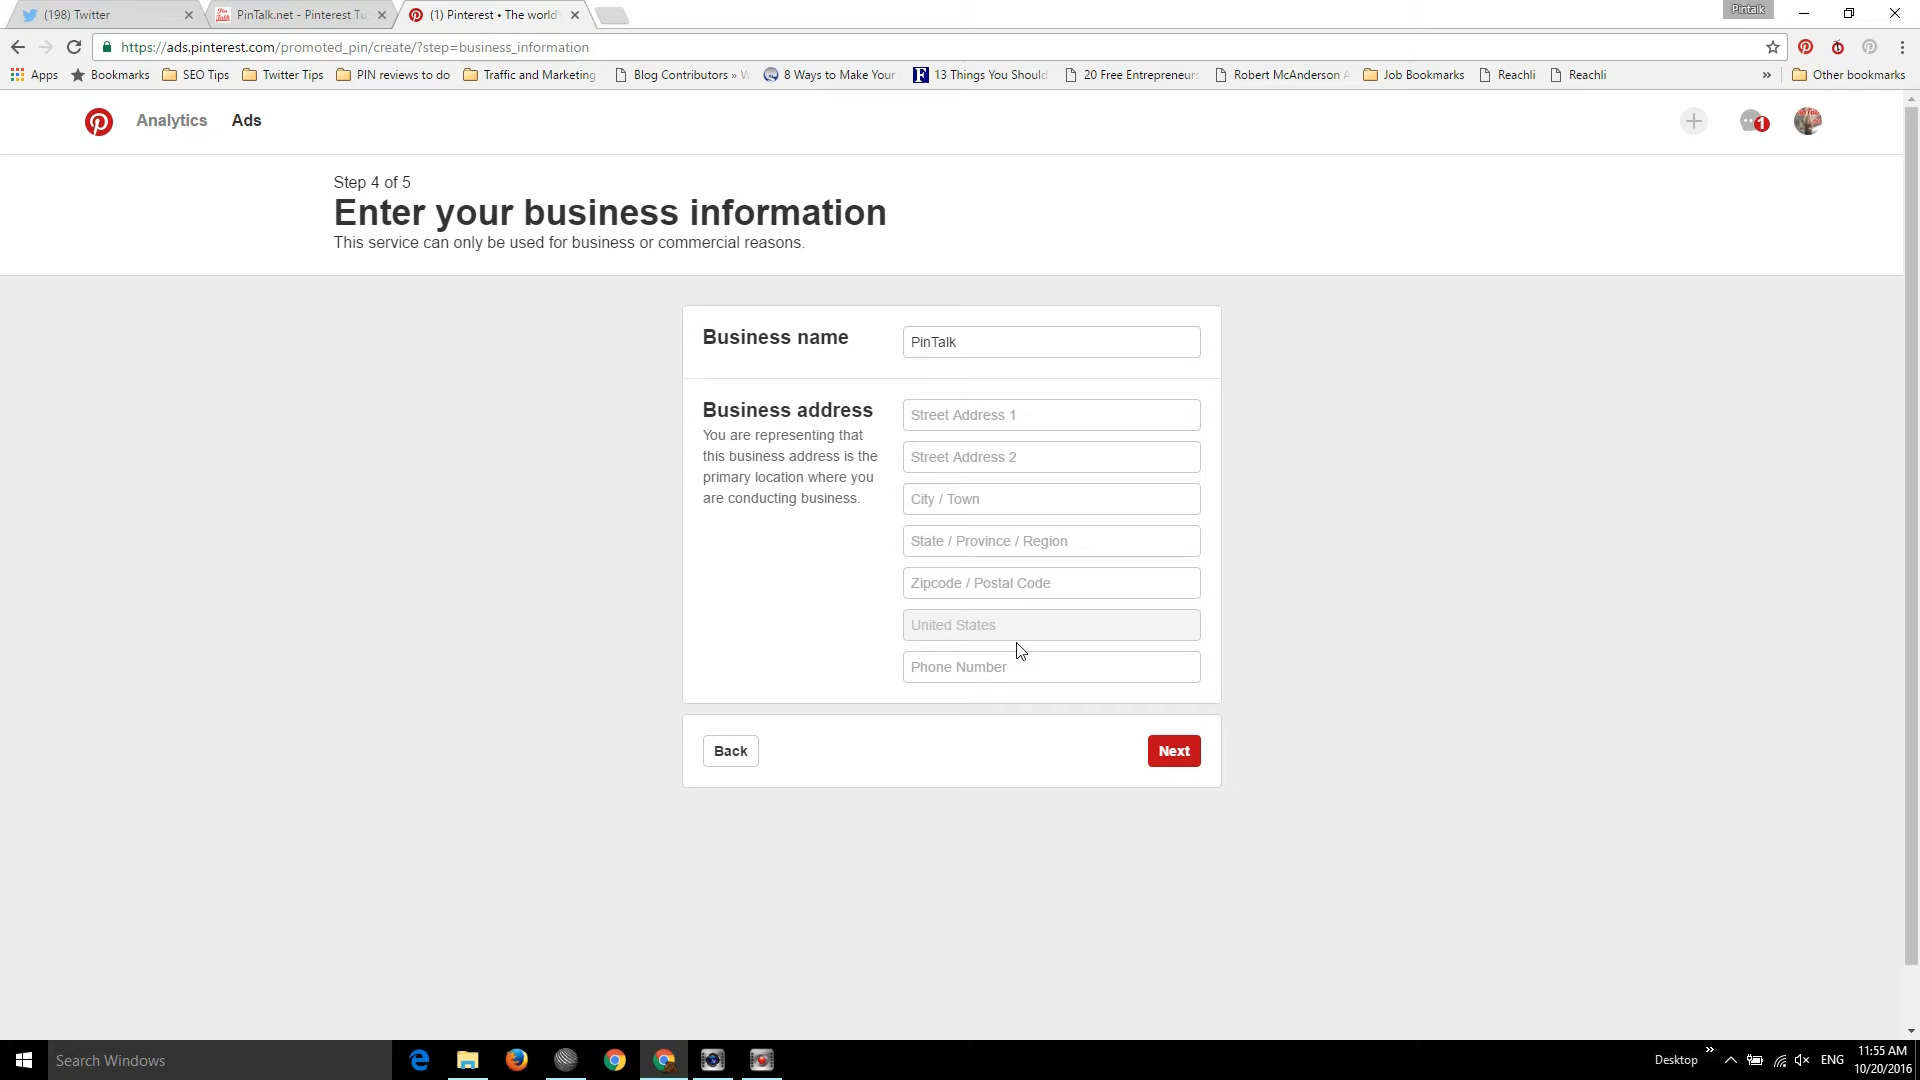 (198) Twitter
PinTalk.net - Pinterest Tu
(1) Pinterest • The world'
Pintalk
https://ads.pinterest.com/promoted_pin/create/?step=business_information
Apps
Bookmarks
SEO Tips
Twitter Tips
PIN reviews to do
Traffic and Marketing
Blog Contributors » W
8 Ways to Make Your
13 Things You Should
20 Free Entrepreneurs
Robert McAnderson A
Job Bookmarks
Reachli
Reachli
»
Other bookmarks
Analytics
Ads
1
Step 4 of 5
Enter your business information
This service can only be used for business or commercial reasons.
Business name
PinTalk
Business address
You are representing that
this business address is the
primary location where you
are conducting business.
Street Address 1
Street Address 2
City / Town
State / Province / Region
Zipcode / Postal Code
United States
Phone Number
Back
Next
Search Windows
Desktop
»
ENG
11:55 AM
10/20/2016